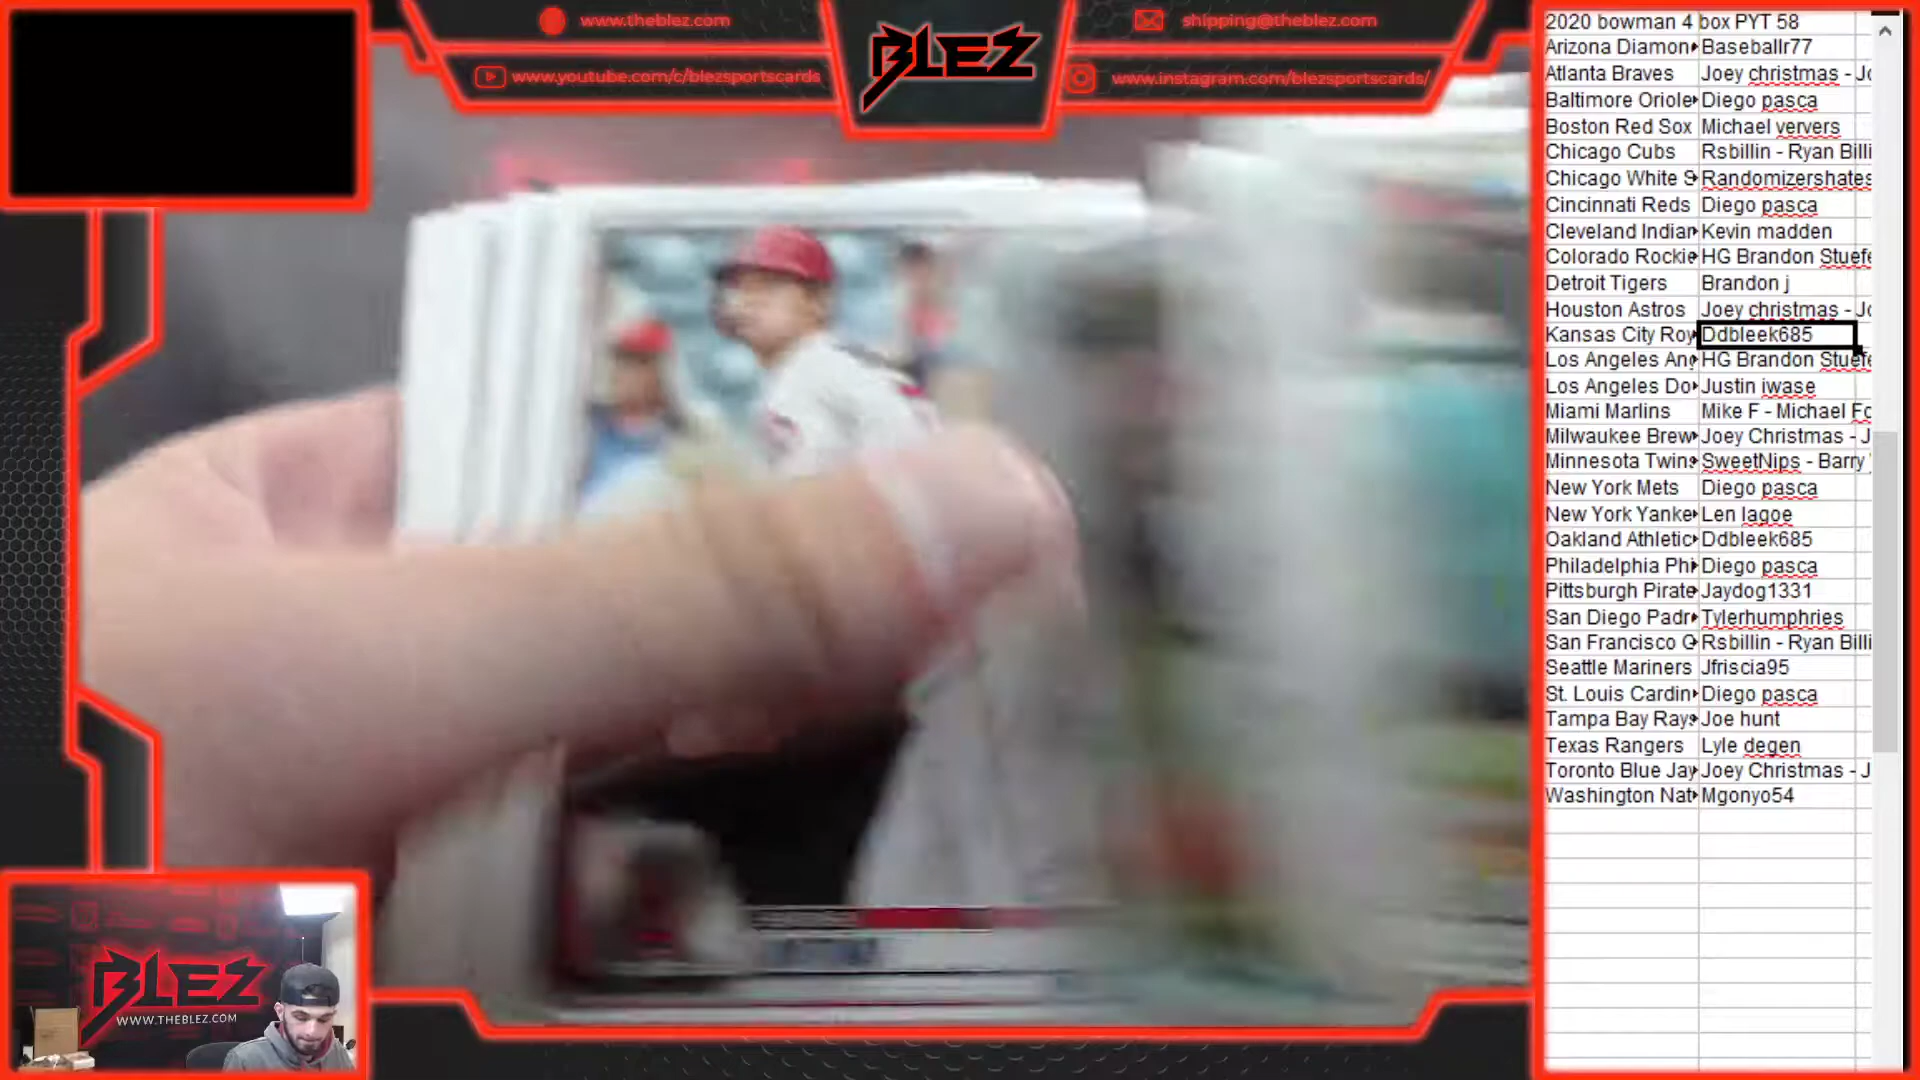 www.theblez.com
shipping@theblez.com
BLEZ
www.youtube.com/c/blezsportscards
www.instagram.com/blezsportscards/
2020 bowman 4 box PYT 58
Arizona Diamon Baseballr77
Atlanta Braves Joey christmas - Jo
Baltimore Oriole Diego pasca
Boston Red Sox Michael ververs
Chicago Cubs Rsbillin - Ryan Billi
Chicago White S Randomizershates
Cincinnati Reds Diego pasca
Cleveland Indian Kevin madden
Colorado Rockie HG Brandon Stuefe
Detroit Tigers Brandon j
Houston Astros Joey christmas - Jo
Kansas City Roy Ddbleek685
Los Angeles Ang HG Brandon Stuefe
Los Angeles Do Justin iwase
Miami Marlins Mike F - Michael Fo
Milwaukee Brew Joey Christmas - J
Minnesota Twins SweetNips - Barry
New York Mets Diego pasca
New York Yanke Len lagoe
Oakland Athletic Ddbleek685
Philadelphia Phi Diego pasca
Pittsburgh Pirate Jaydog1331
San Diego Padr Tylerhumphries
San Francisco G Rsbillin - Ryan Billi
Seattle Mariners Jfriscia95
St. Louis Cardin Diego pasca
Tampa Bay Rays Joe hunt
Texas Rangers Lyle degen
Toronto Blue Jay Joey Christmas - J
Washington Nat Mgonyo54
BLEZ
WWW.THEBLEZ.COM